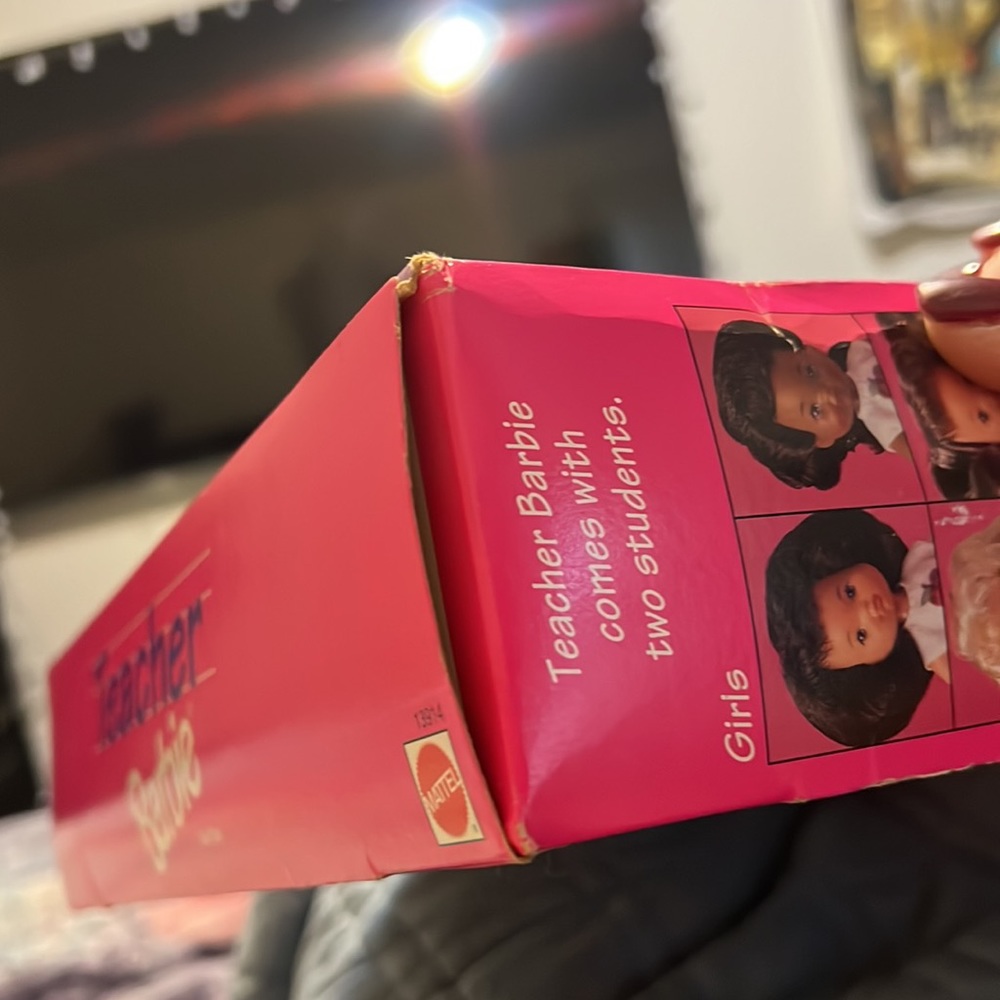 Teacher
Barbie
13914
MATTEL
Teacher Barbie
comes with
two students.
Girls